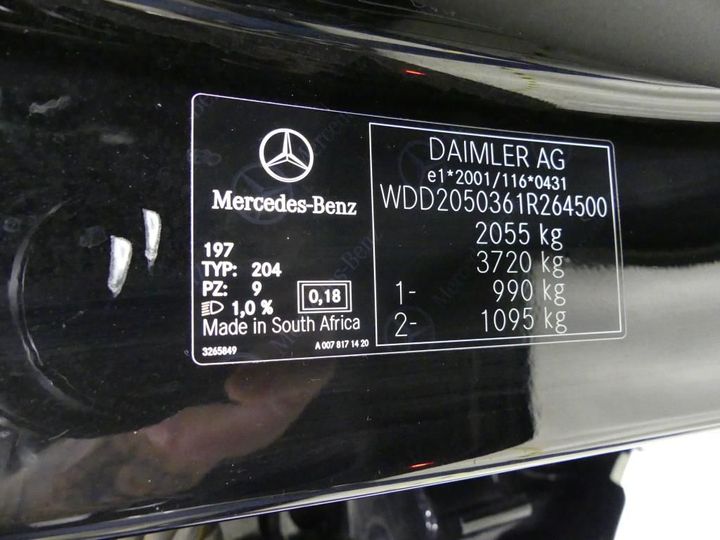 Mercedes-Benz
197
TYP: 204
PZ: 9
1,0 %
0,18
Made in South Africa
3265849
A 007 817 14 20
DAIMLER AG
e1*2001/116*0431
WDD2050361R264500
2055 kg
3720 kg
1- 990 kg
2- 1095 kg